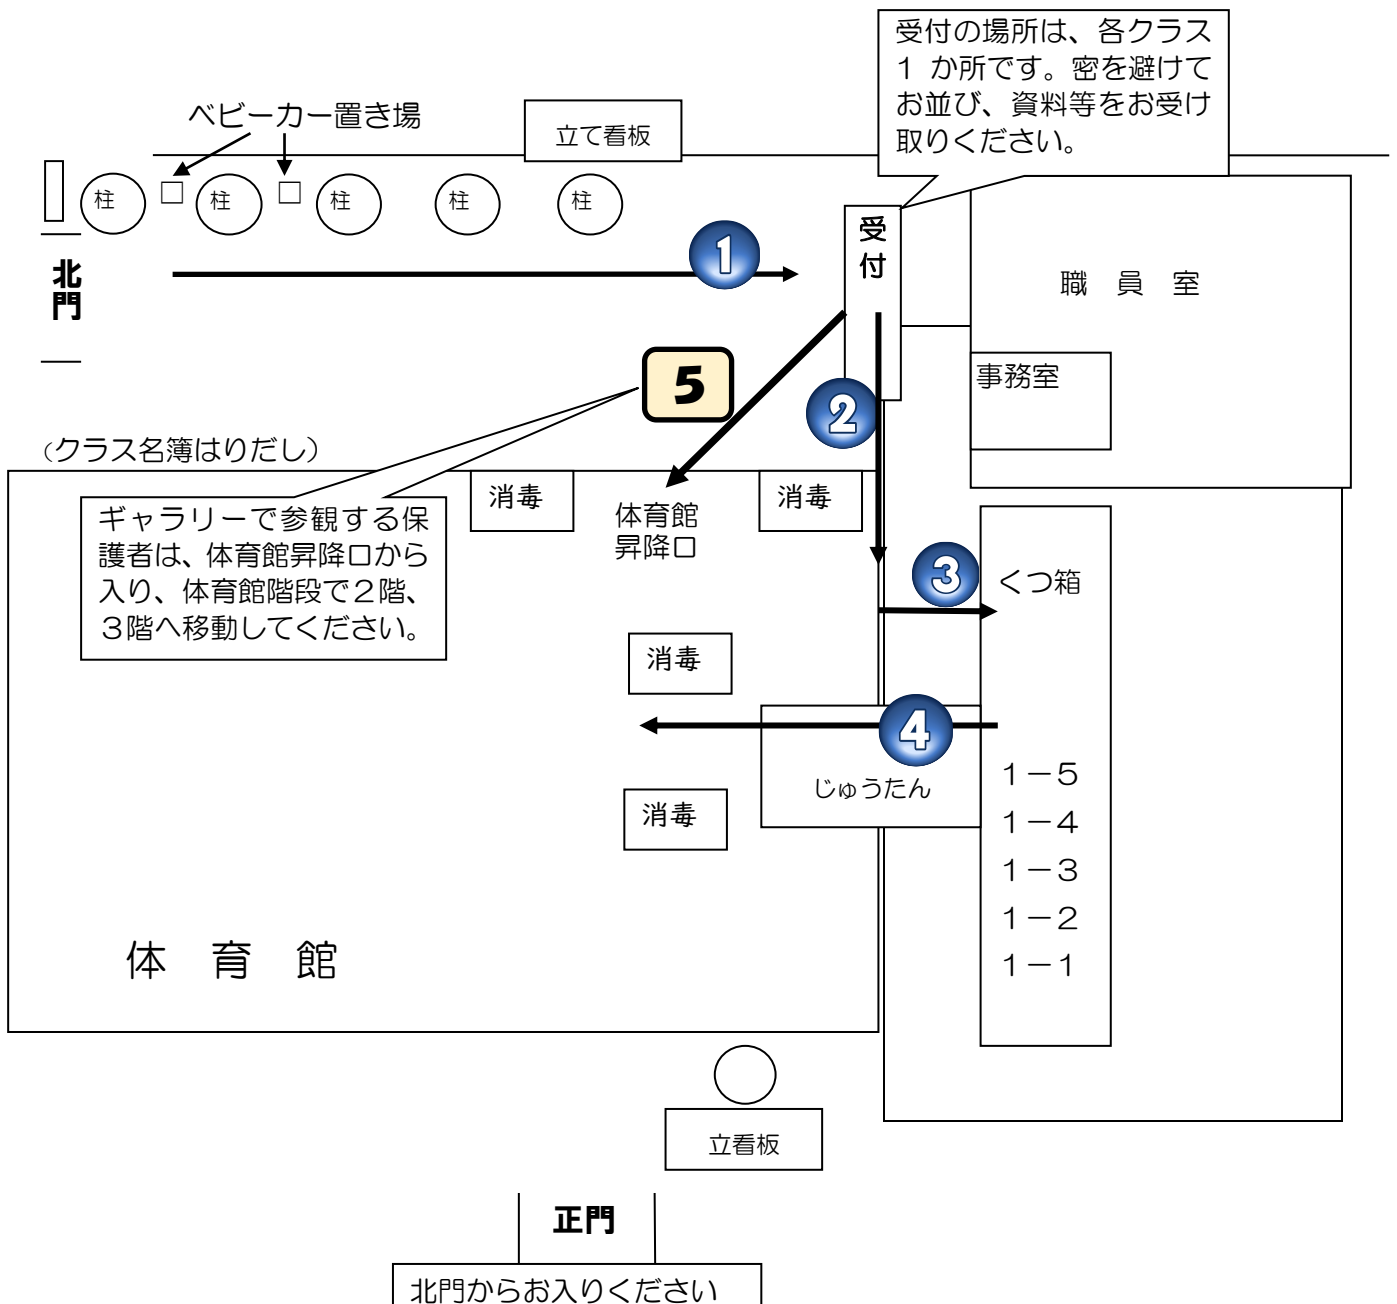 受付の場所は、各クラス
1 か所です。密を避けて
お並び、資料等をお受け
取りください。
ベビーカー置き場
立て看板
柱
□
柱
□
柱
柱
柱
北門
1
受付
職 員 室
5
2
事務室
(クラス名簿はりだし)
消毒
体育館
昇降口
消毒
ギャラリーで参観する保
護者は、体育館昇降口から
入り、体育館階段で２階、
３階へ移動してください。
3
くつ箱
消毒
4
じゅうたん
消毒
１－５
１－４
１－３
１－２
１－１
体 育 館
立看板
正門
北門からお入りください